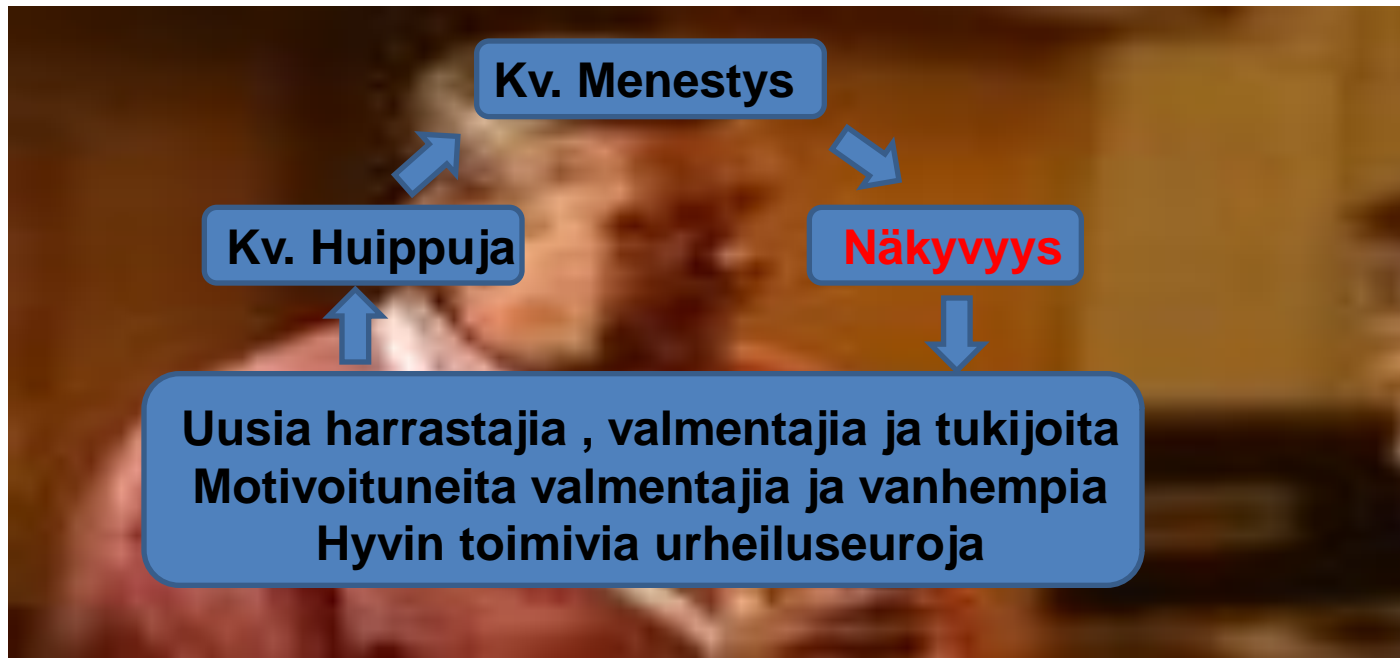 Kv. Menestys
Kv. Huippuja
Näkyvyys
Uusia harrastajia , valmentajia ja tukijoita
Motivoituneita valmentajia ja vanhempia
Hyvin toimivia urheiluseuroja